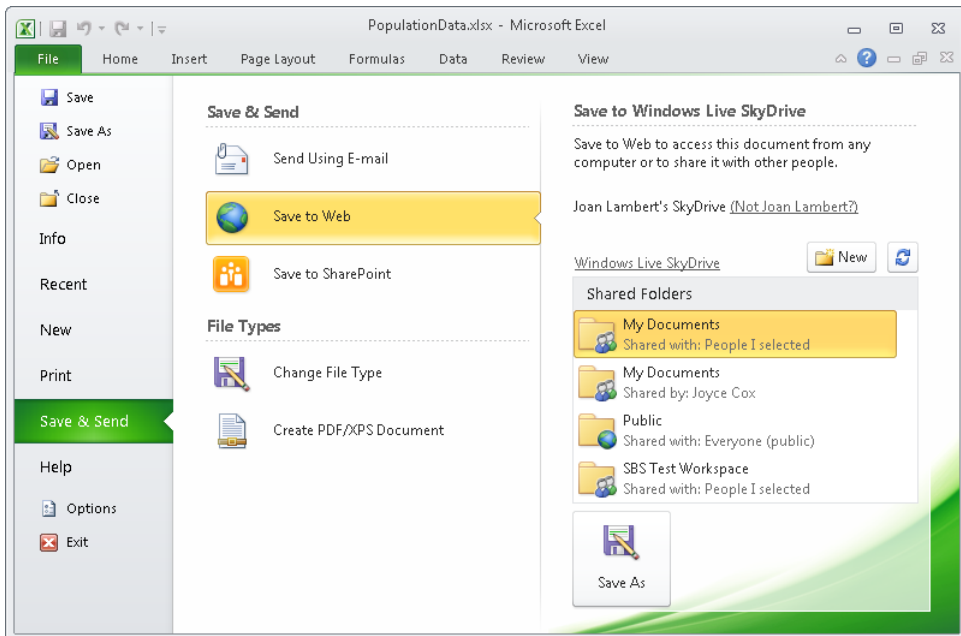 PopulationData.xlsx - Microsoft Excel
File Home Insert Page Layout Formulas Data Review View
Save
Save As
Open
Close
Info
Recent
New
Print
Save & Send
Help
Options
Exit
Save & Send
Send Using E-mail
Save to Web
Save to SharePoint
File Types
Change File Type
Create PDF/XPS Document
Save to Windows Live SkyDrive
Save to Web to access this document from any
computer or to share it with other people.
Joan Lambert's SkyDrive (Not Joan Lambert?)
Windows Live SkyDrive New
Shared Folders
My Documents
Shared with: People I selected
My Documents
Shared by: Joyce Cox
Public
Shared with: Everyone (public)
SBS Test Workspace
Shared with: People I selected
Save As